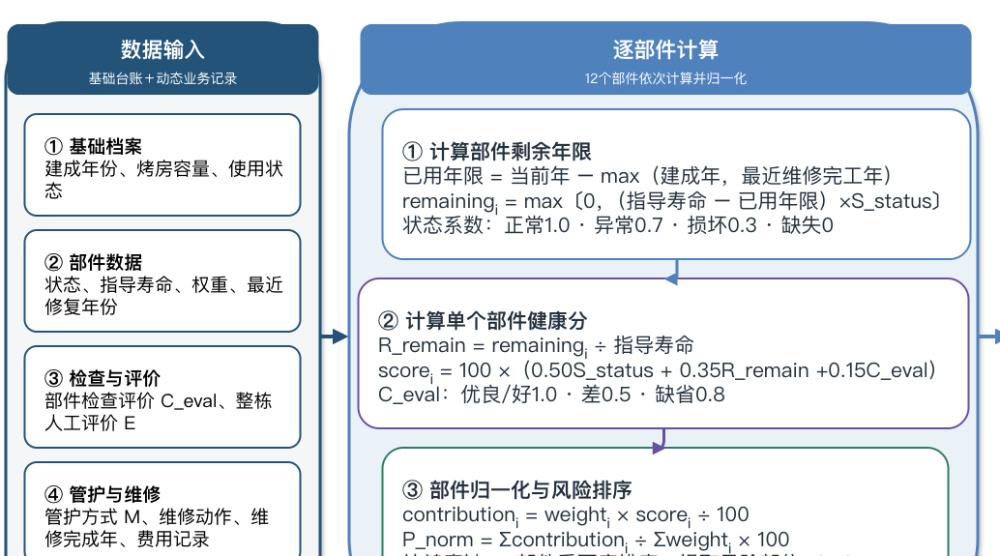 数据输入
基础台账＋动态业务记录
① 基础档案
建成年份、烤房容量、使用状
态
② 部件数据
状态、指导寿命、权重、最近
修复年份
③ 检查与评价
部件检查评价 C_eval、整栋
人工评价 E
④ 管护与维修
管护方式 M、维修动作、维
修完成年、费用记录
逐部件计算
12个部件依次计算并归一化
① 计算部件剩余年限
已用年限 = 当前年 − max（建成年，最近维修完工年）
remainingᵢ = max〔0，（指导寿命 − 已用年限）×S_status〕
状态系数：正常1.0 · 异常0.7 · 损坏0.3 · 缺失0
② 计算单个部件健康分
R_remain = remainingᵢ ÷ 指导寿命
scoreᵢ = 100 ×（0.50S_status + 0.35R_remain +0.15C_eval）
C_eval：优良/好1.0 · 差0.5 · 缺省0.8
③ 部件归一化与风险排序
contributionᵢ = weightᵢ × scoreᵢ ÷ 100
P_norm = Σcontributionᵢ ÷ Σweightᵢ × 100